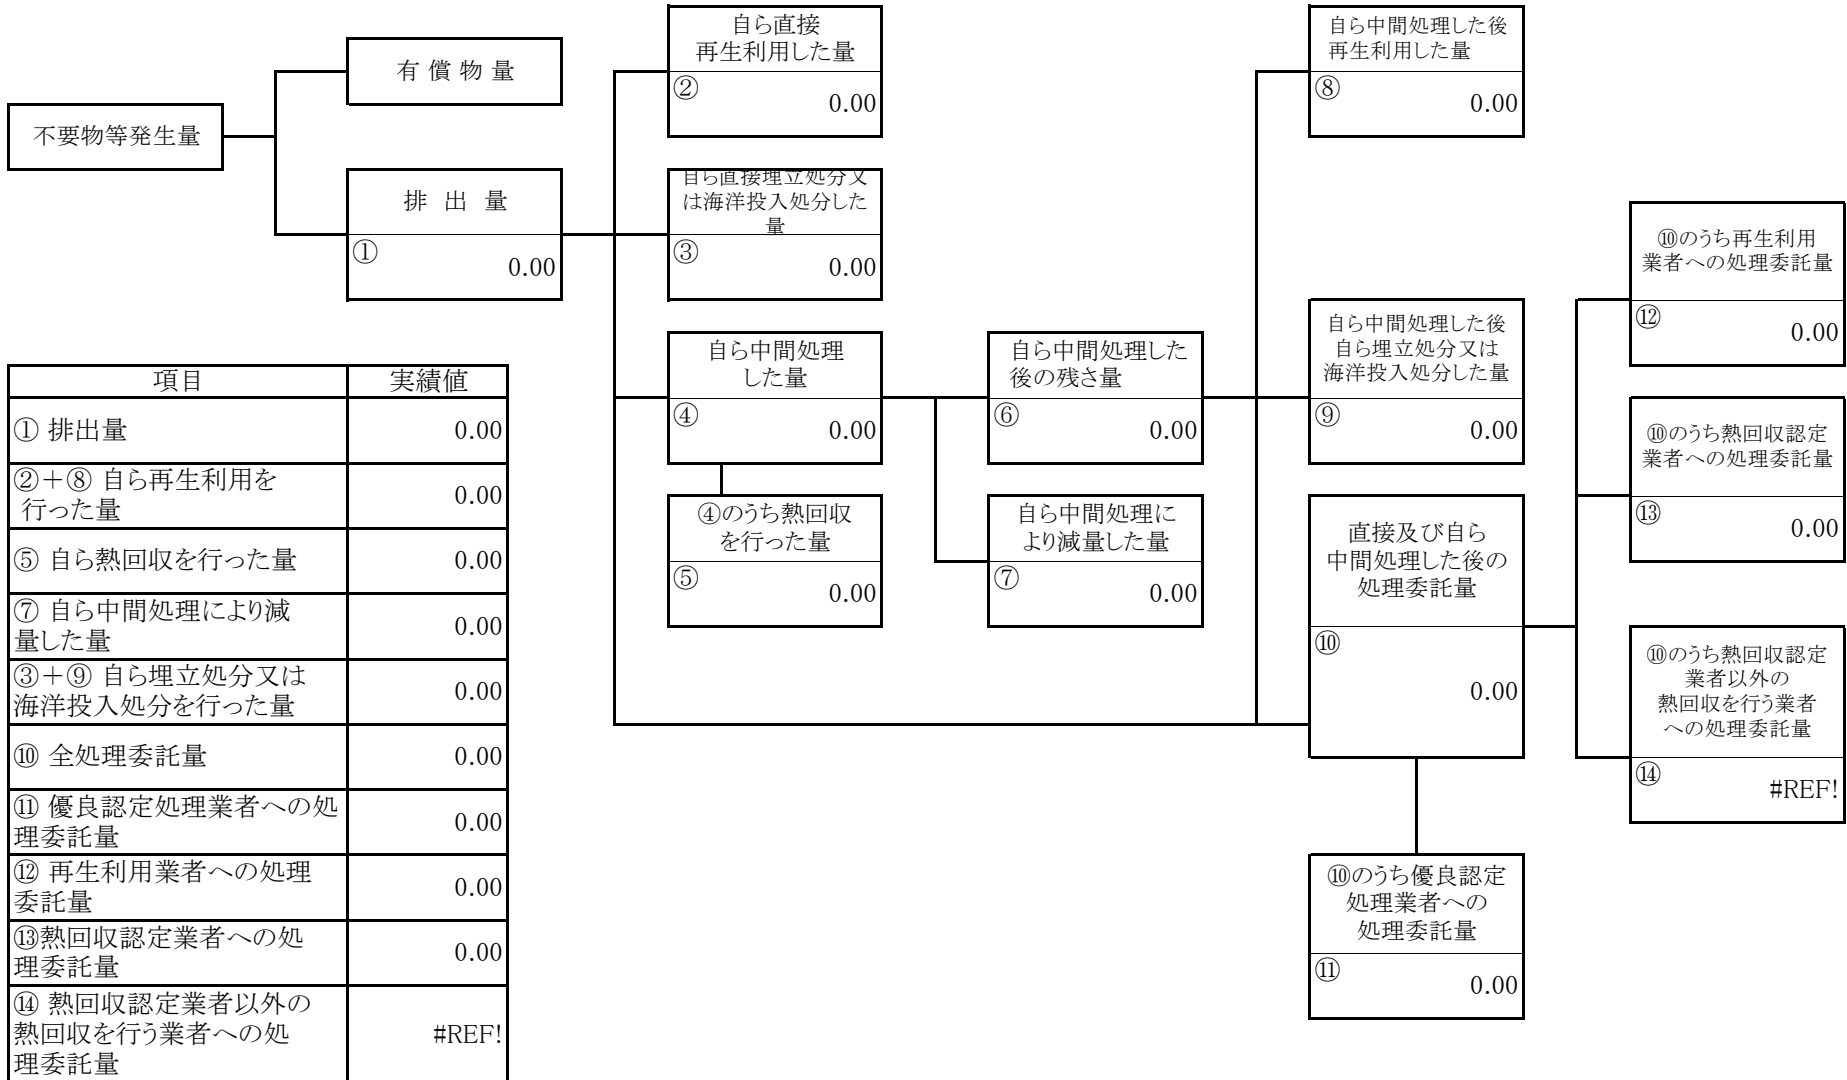 不要物等発生量
有 償 物 量
排 出 量
①
0.00
自ら直接
再生利用した量
②
0.00
自ら直接埋立処分又
は海洋投入処分した
量
③
0.00
自ら中間処理
した量
④
0.00
④のうち熱回収
を行った量
⑤
0.00
自ら中間処理した
後の残さ量
⑥
0.00
自ら中間処理に
より減量した量
⑦
0.00
自ら中間処理した後
再生利用した量
⑧
0.00
自ら中間処理した後
自ら埋立処分又は
海洋投入処分した量
⑨
0.00
直接及び自ら
中間処理した後の
処理委託量
⑩
0.00
⑩のうち優良認定
処理業者への
処理委託量
⑪
0.00
⑩のうち再生利用
業者への処理委託量
⑫
0.00
⑩のうち熱回収認定
業者への処理委託量
⑬
0.00
⑩のうち熱回収認定
業者以外の
熱回収を行う業者
への処理委託量
⑭
#REF!
項目 実績値
① 排出量 0.00
②+⑧ 自ら再生利用を
行った量
0.00
⑤ 自ら熱回収を行った量 0.00
⑦ 自ら中間処理により減
量した量
0.00
③+⑨ 自ら埋立処分又は
海洋投入処分を行った量
0.00
⑩ 全処理委託量 0.00
⑪ 優良認定処理業者への処
理委託量
0.00
⑫ 再生利用業者への処理
委託量
0.00
⑬熱回収認定業者への処
理委託量
0.00
⑭ 熱回収認定業者以外の
熱回収を行う業者への処
理委託量
#REF!